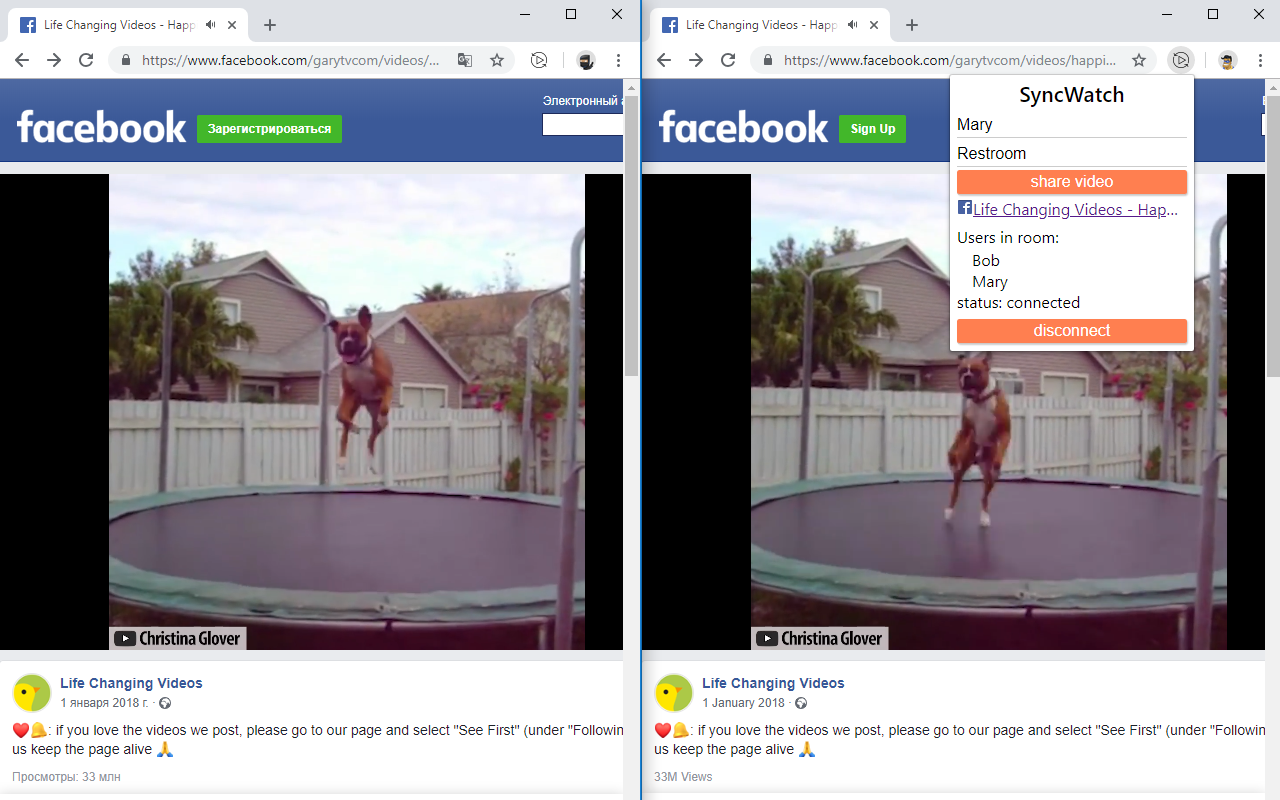 Life Changing Videos - Happ
https://www.facebook.com/garytvcom/videos/...
facebook
Зарегистрироваться
Электронный а
Christina Glover
Life Changing Videos
1 января 2018 г. ·
❤️🔔: if you love the videos we post, please go to our page and select "See First" (under "Followin
us keep the page alive 🙏
Просмотры: 33 млн
Life Changing Videos - Happ
https://www.facebook.com/garytvcom/videos/happi...
facebook
Sign Up
SyncWatch
Mary
Restroom
share video
Life Changing Videos - Hap...
Users in room:
Bob
Mary
status: connected
disconnect
Christina Glover
Life Changing Videos
1 January 2018 ·
❤️🔔: if you love the videos we post, please go to our page and select "See First" (under "Followin
us keep the page alive 🙏
33M Views